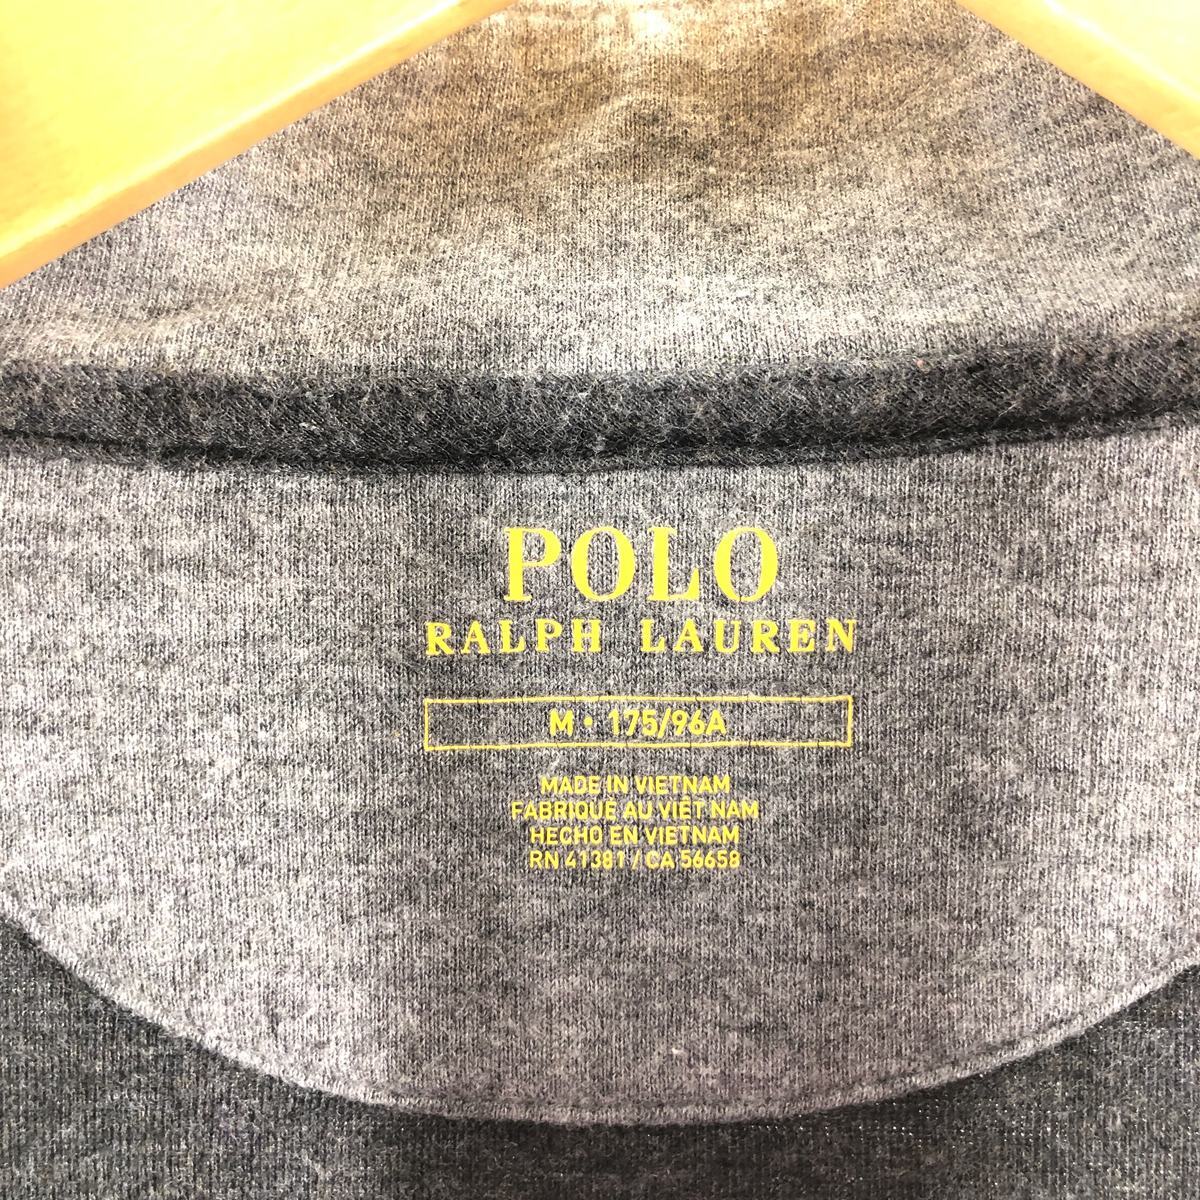 POLO
RALPH LAUREN
M • 175/96A
MADE IN VIETNAM
FABRIQUÉ AU VIÊT NAM
HECHO EN VIETNAM
RN 41381 / CA 56658